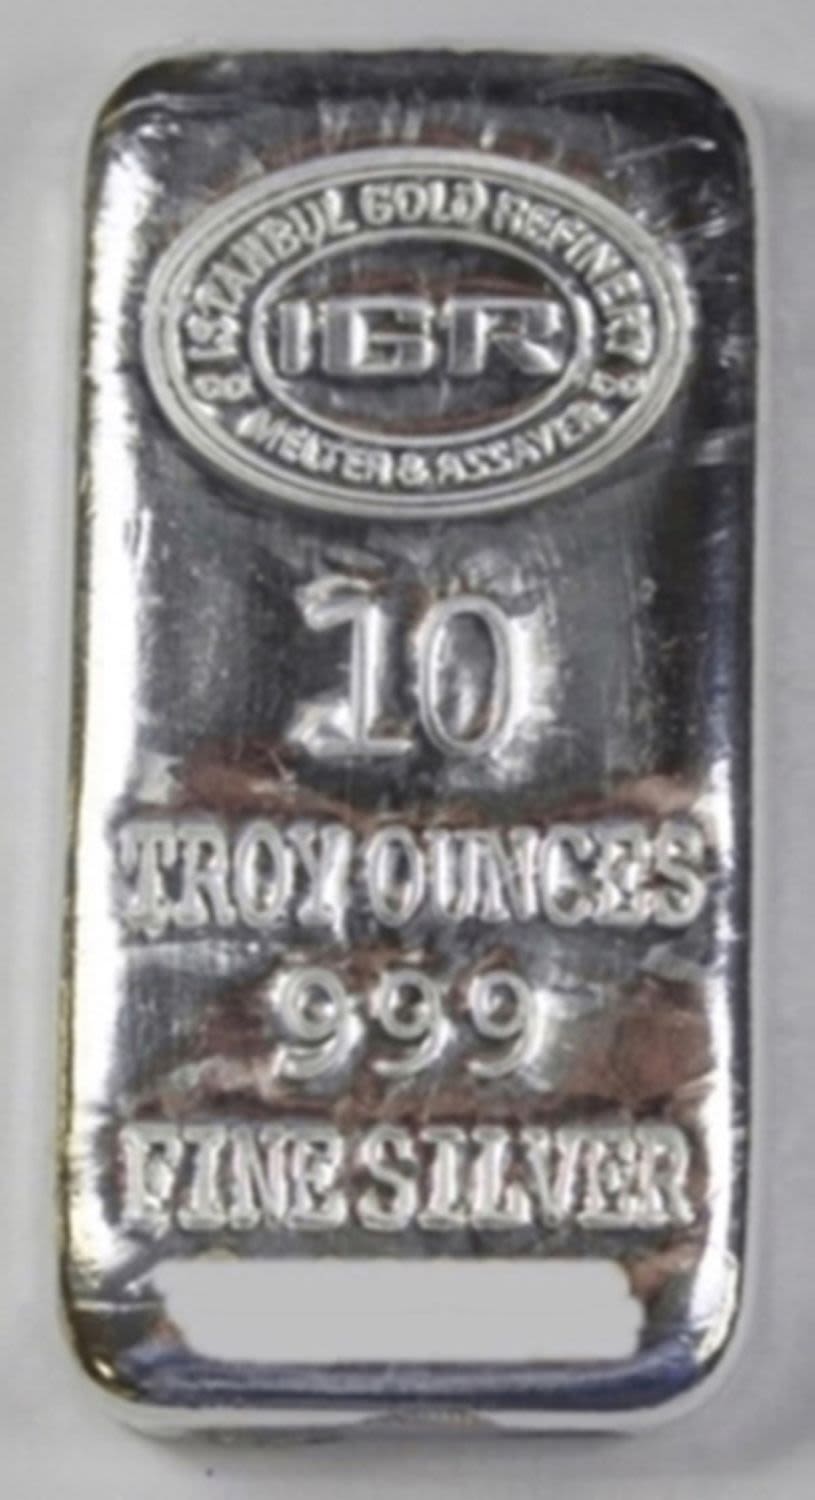 ISTANBUL GOLD REFINERY
IGR
MELTER & ASSAYER
10
TROY OUNCES
999
FINE SILVER